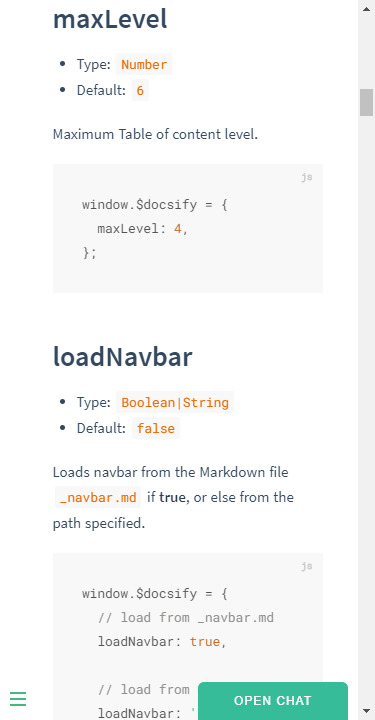 maxLevel
Type: Number
Default: 6
Maximum Table of content level.
js
window.$docsify = {
maxLevel: 4,
};
loadNavbar
Type: Boolean|String
Default: false
Loads navbar from the Markdown file
_navbar.md if true, or else from the
path specified.
js
window.$docsify = {
// load from _navbar.md
loadNavbar: true,
// load from
loadNavbar: '
OPEN CHAT